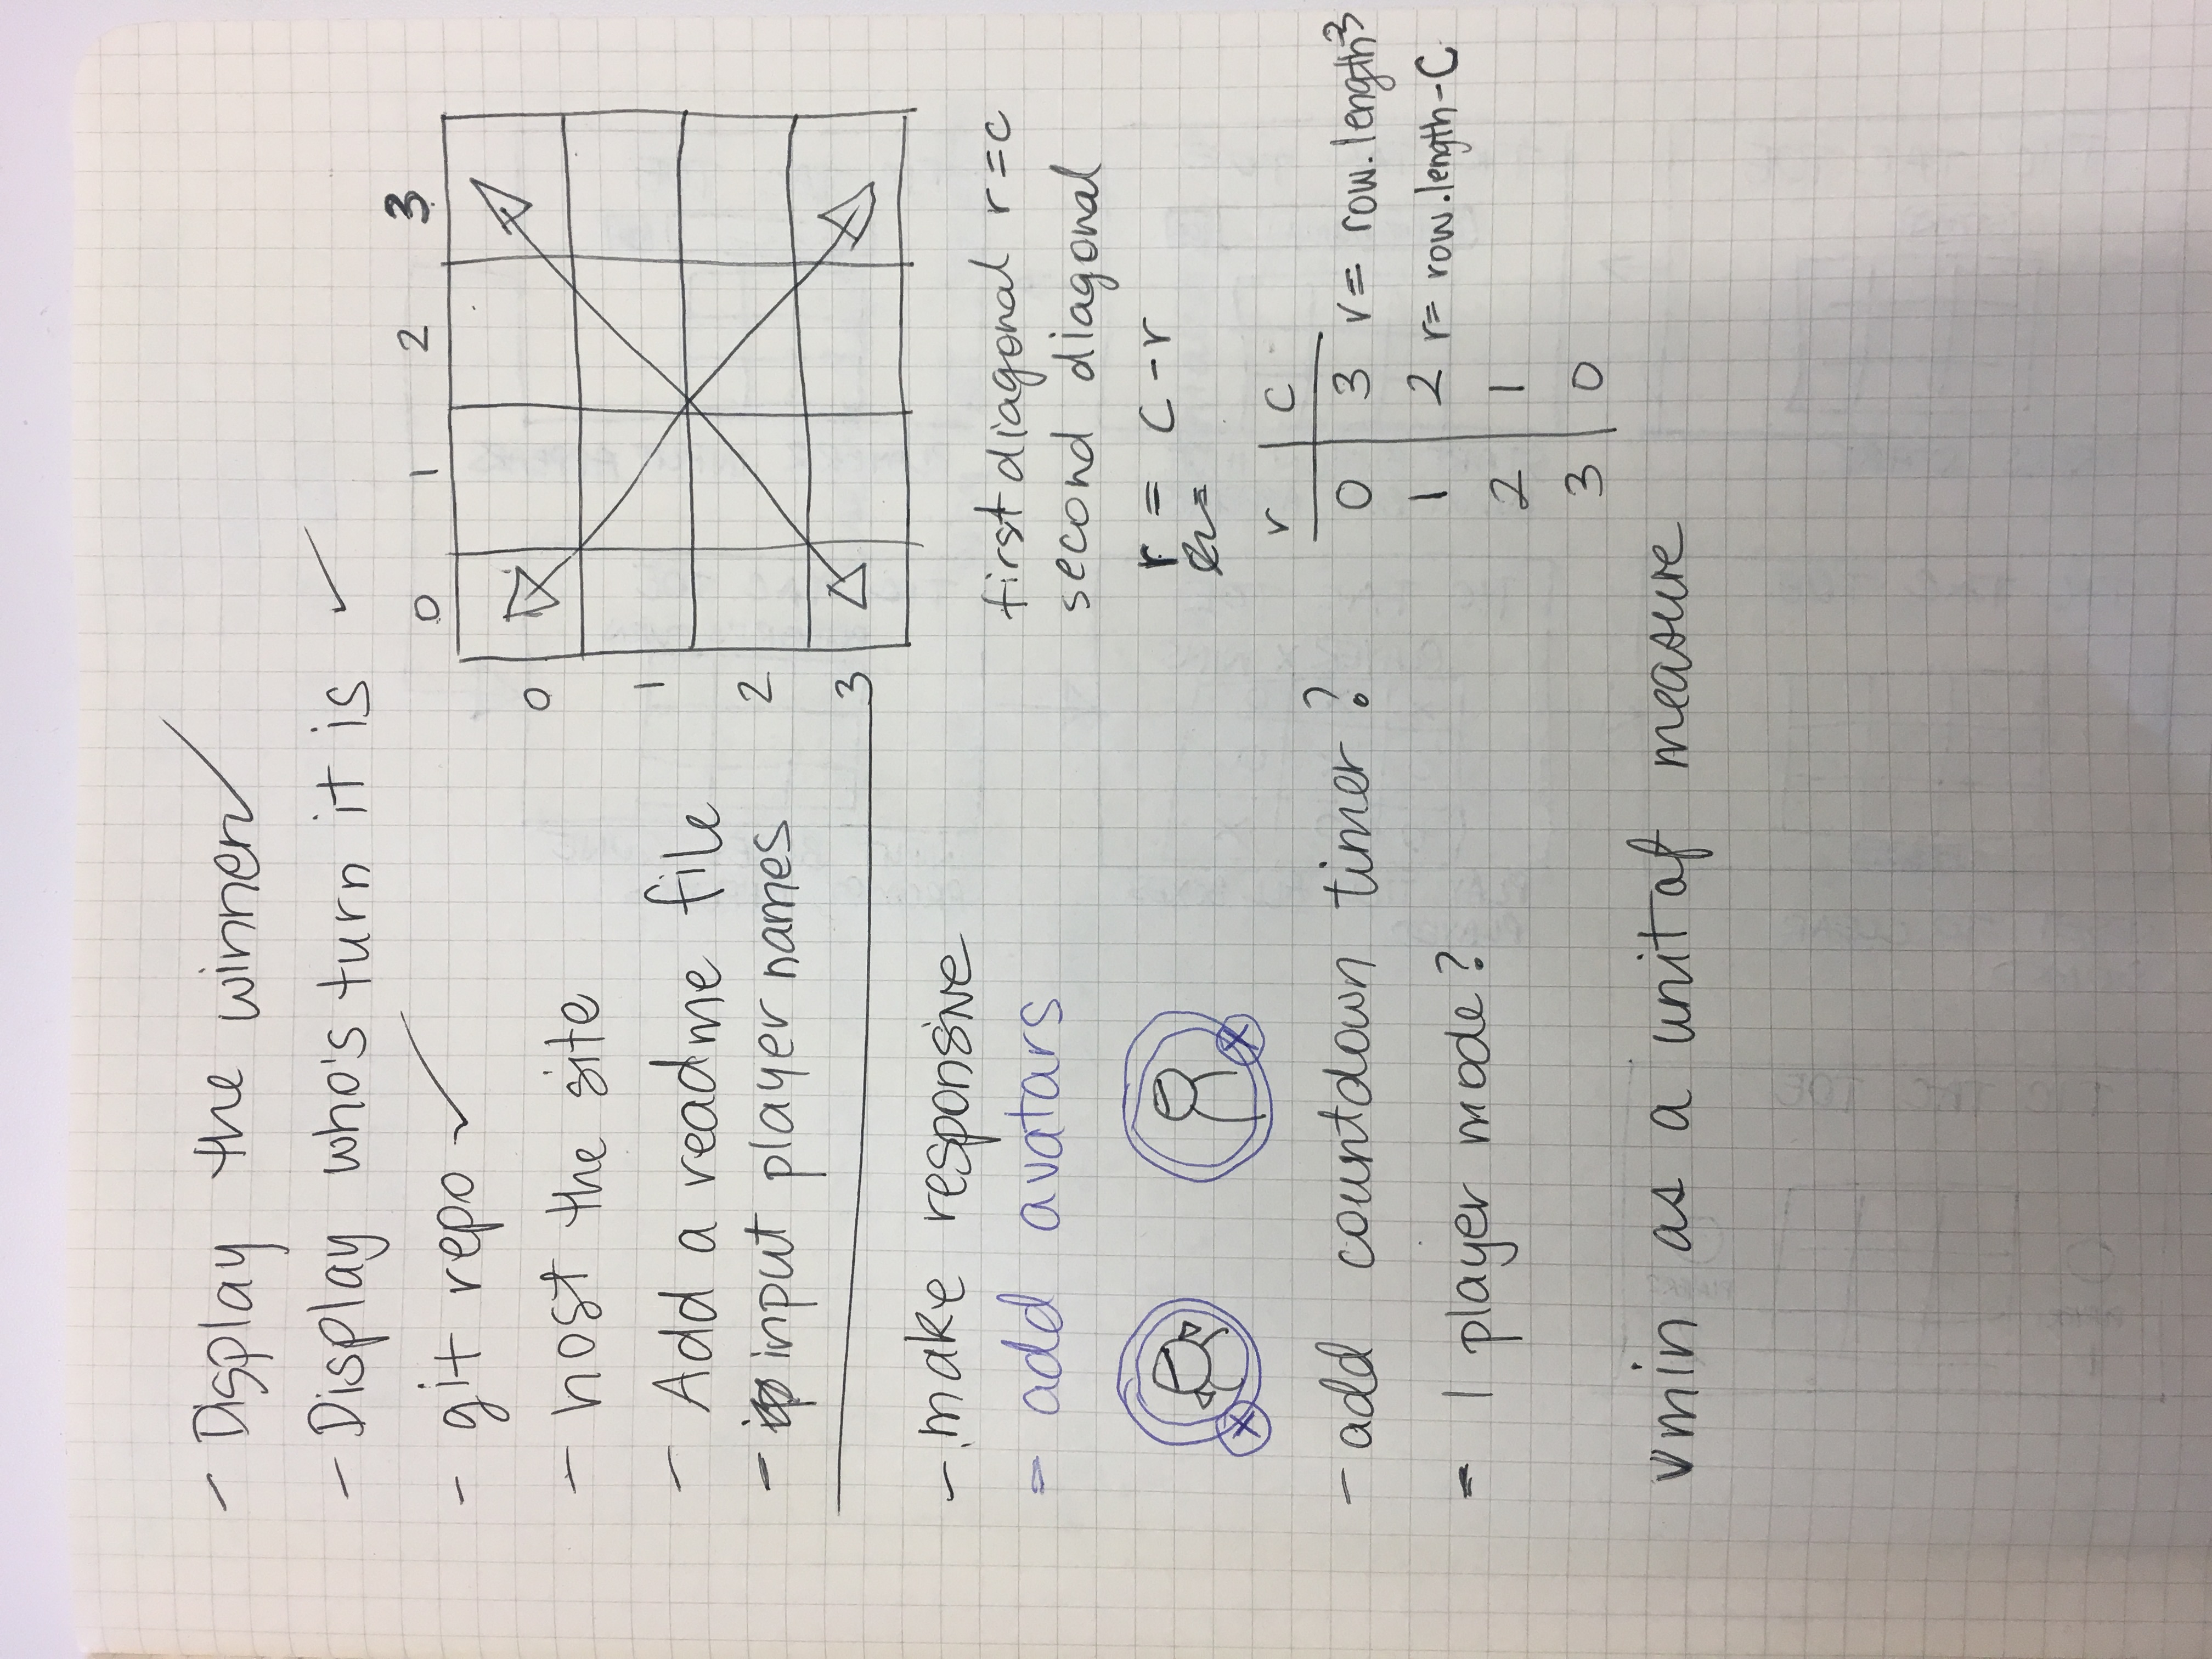 - Display the winner ✓
- Display who's turn it is ✓
- git repo ✓
- host the site
- Add a readme file
- input player names
- make responsive
- add avatars
X X
- add countdown timer?
- 1 player mode?
vmin as a unit of measure
0 1 2 3
0
1
2
3
first diagonal r=c
second diagonal
r = c-r
r c
0 3 r= row.length 3
1 2 r= row.length-C
2 1
3 0